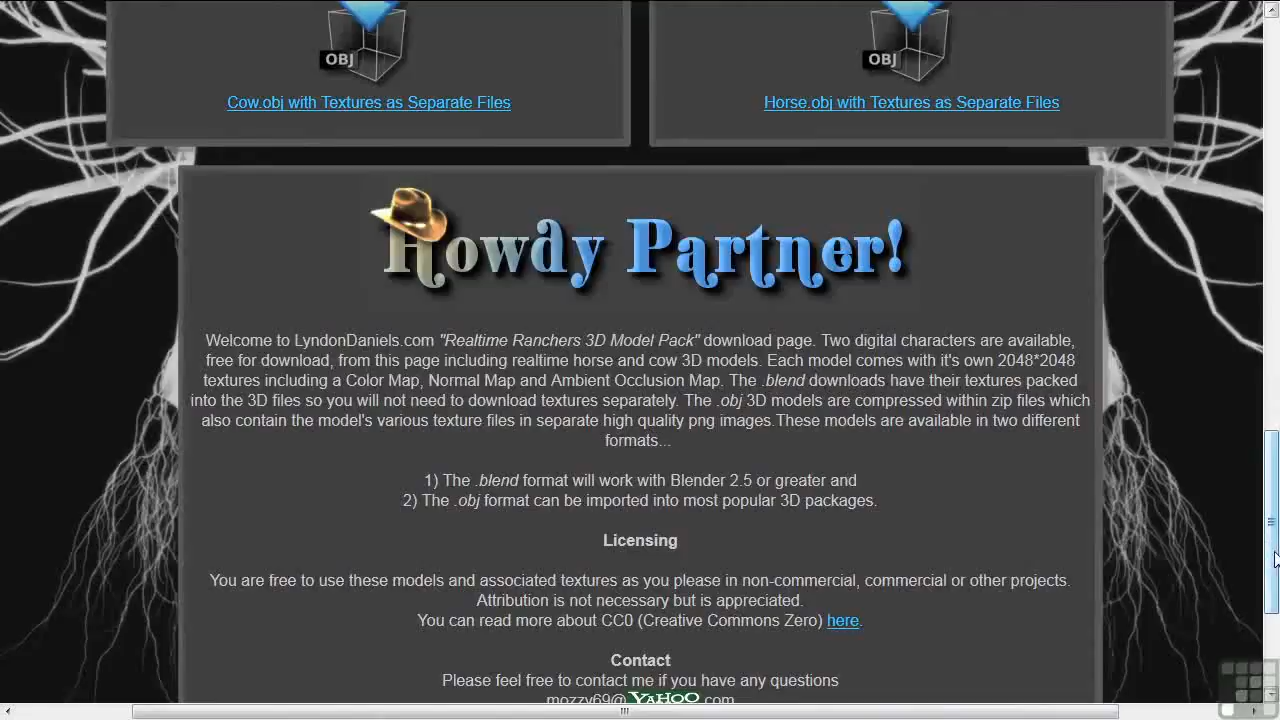 OBJ OBJ
Cow.obj with Textures as Separate Files Horse.obj with Textures as Separate Files
Howdy Partner!
Welcome to LyndonDaniels.com "Realtime Ranchers 3D Model Pack" download page. Two digital characters are available,
free for download, from this page including realtime horse and cow 3D models. Each model comes with it's own 2048*2048
textures including a Color Map, Normal Map and Ambient Occlusion Map. The .blend downloads have their textures packed
into the 3D files so you will not need to download textures separately. The .obj 3D models are compressed within zip files which
also contain the model's various texture files in separate high quality png images.These models are available in two different
formats...
1) The .blend format will work with Blender 2.5 or greater and
2) The .obj format can be imported into most popular 3D packages.
Licensing
You are free to use these models and associated textures as you please in non-commercial, commercial or other projects.
Attribution is not necessary but is appreciated.
You can read more about CC0 (Creative Commons Zero) here.
Contact
Please feel free to contact me if you have any questions
mozzy69@YAHOO.com